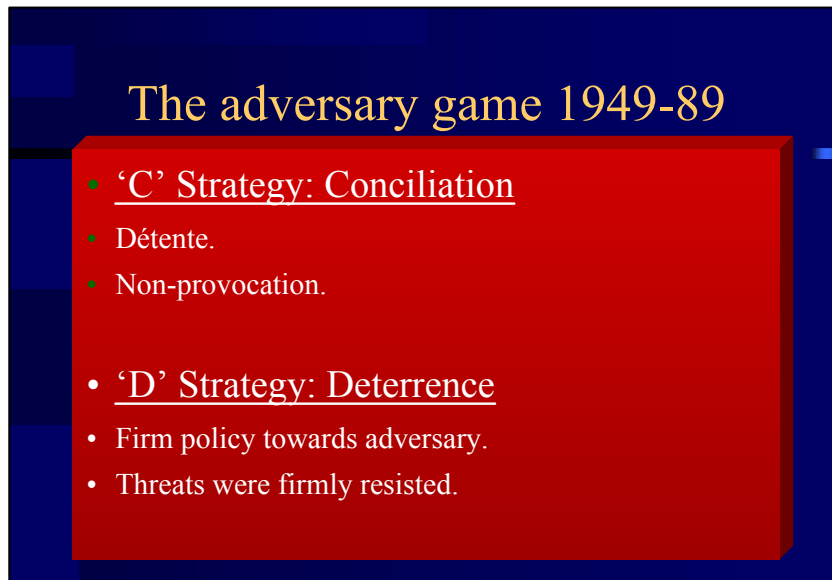 The adversary game 1949-89
• ‘C’ Strategy: Conciliation
• Détente.
• Non-provocation.
• ‘D’ Strategy: Deterrence
• Firm policy towards adversary.
• Threats were firmly resisted.